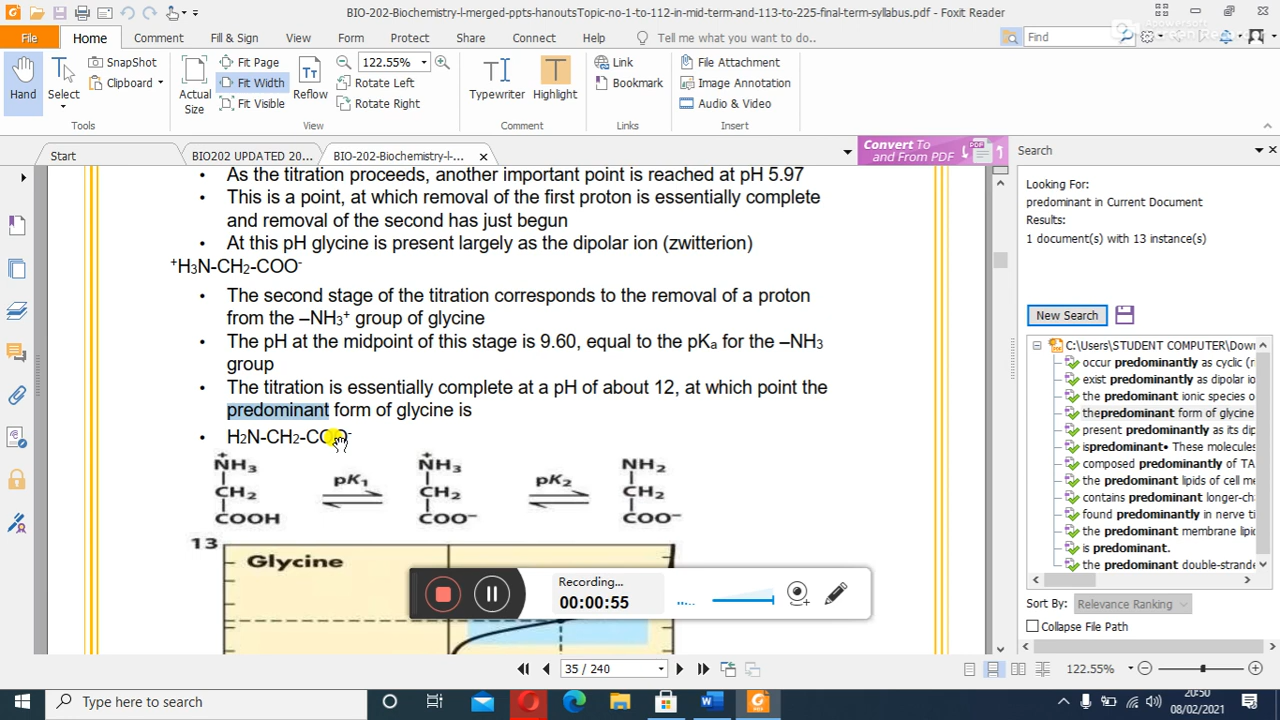 BIO-202-Biochemistry-I-short-ppts-handoutsTopic-no-1-to-112-in-midterm-and-113-to-225-final-term-syllabus.pdf - Foxit Reader
File Home Comment Fill & Sign View Form Protect Share Connect Help Tell me what you want to do.. Find
Hand
Select
SnapShot
Clipboard
Tools
Actual Size
Fit Page
Fit Width
Fit Visible
Reflow
122.55%
Rotate Left
Rotate Right
View
Typewriter
Highlight
Comment
Link
Bookmark
Links
File Attachment
Image Annotation
Audio & Video
Insert
Start
BIO202 UPDATED 20...
BIO-202-Biochemistry-I-...
Convert To and From PDF
• As the titration proceeds, another important point is reached at pH 5.97
• This is a point, at which removal of the first proton is essentially complete
and removal of the second has just begun
• At this pH glycine is present largely as the dipolar ion (zwitterion)
+H3N-CH2-COO-
• The second stage of the titration corresponds to the removal of a proton
from the –NH3+ group of glycine
• The pH at the midpoint of this stage is 9.60, equal to the pKa for the –NH3
group
• The titration is essentially complete at a pH of about 12, at which point the
predominant form of glycine is
• H2N-CH2-COO-
+NH3 +NH3 NH2
CH2 pK1 CH2 pK2 CH2
COOH COO− COO−
13
Glycine
Recording...
00:00:55
Search
Looking For:
predominant in Current Document
Results:
1 document(s) with 13 instance(s)
New Search
C:\Users\STUDENT COMPUTER\Dow
occur predominantly as cyclic (r
exist predominantly as dipolar io
the predominant ionic species o
thepredominant form of glycine
present predominantly as its dip
ispredominant• These molecules
composed predominantly of TA
the predominant lipids of cell me
contains predominant longer-ch
found predominantly in nerve ti
the predominant membrane lipid
is predominant.
the predominant double-strande
Sort By: Relevance Ranking
Collapse File Path
35 / 240
122.55%
Type here to search
20:50
08/02/2021